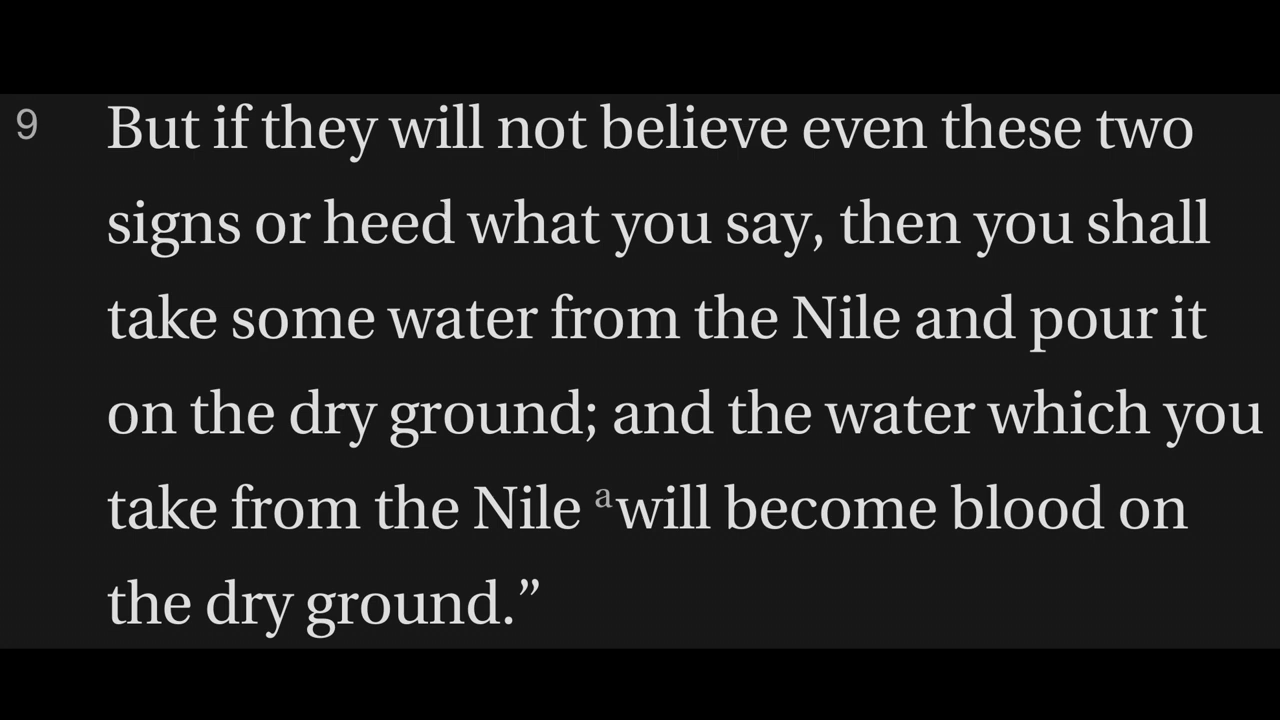 9 But if they will not believe even these two
signs or heed what you say, then you shall
take some water from the Nile and pour it
on the dry ground; and the water which you
take from the Nile a will become blood on
the dry ground.”